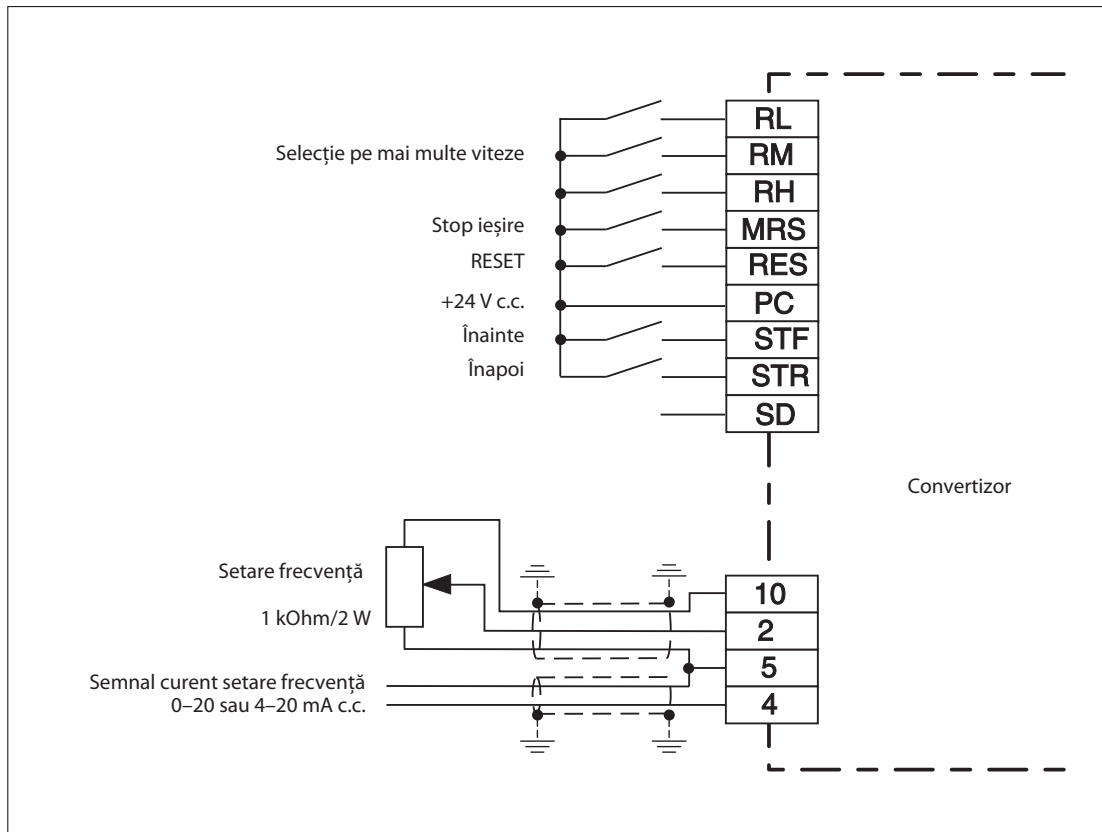 RL
Selecție pe mai multe viteze
RM
RH
Stop ieșire
MRS
RESET
RES
+24 V c.c.
PC
Înainte
STF
Înapoi
STR
SD
Convertizor
Setare frecvență
10
1 kOhm/2 W
2
5
Semnal curent setare frecvență
0–20 sau 4–20 mA c.c.
4